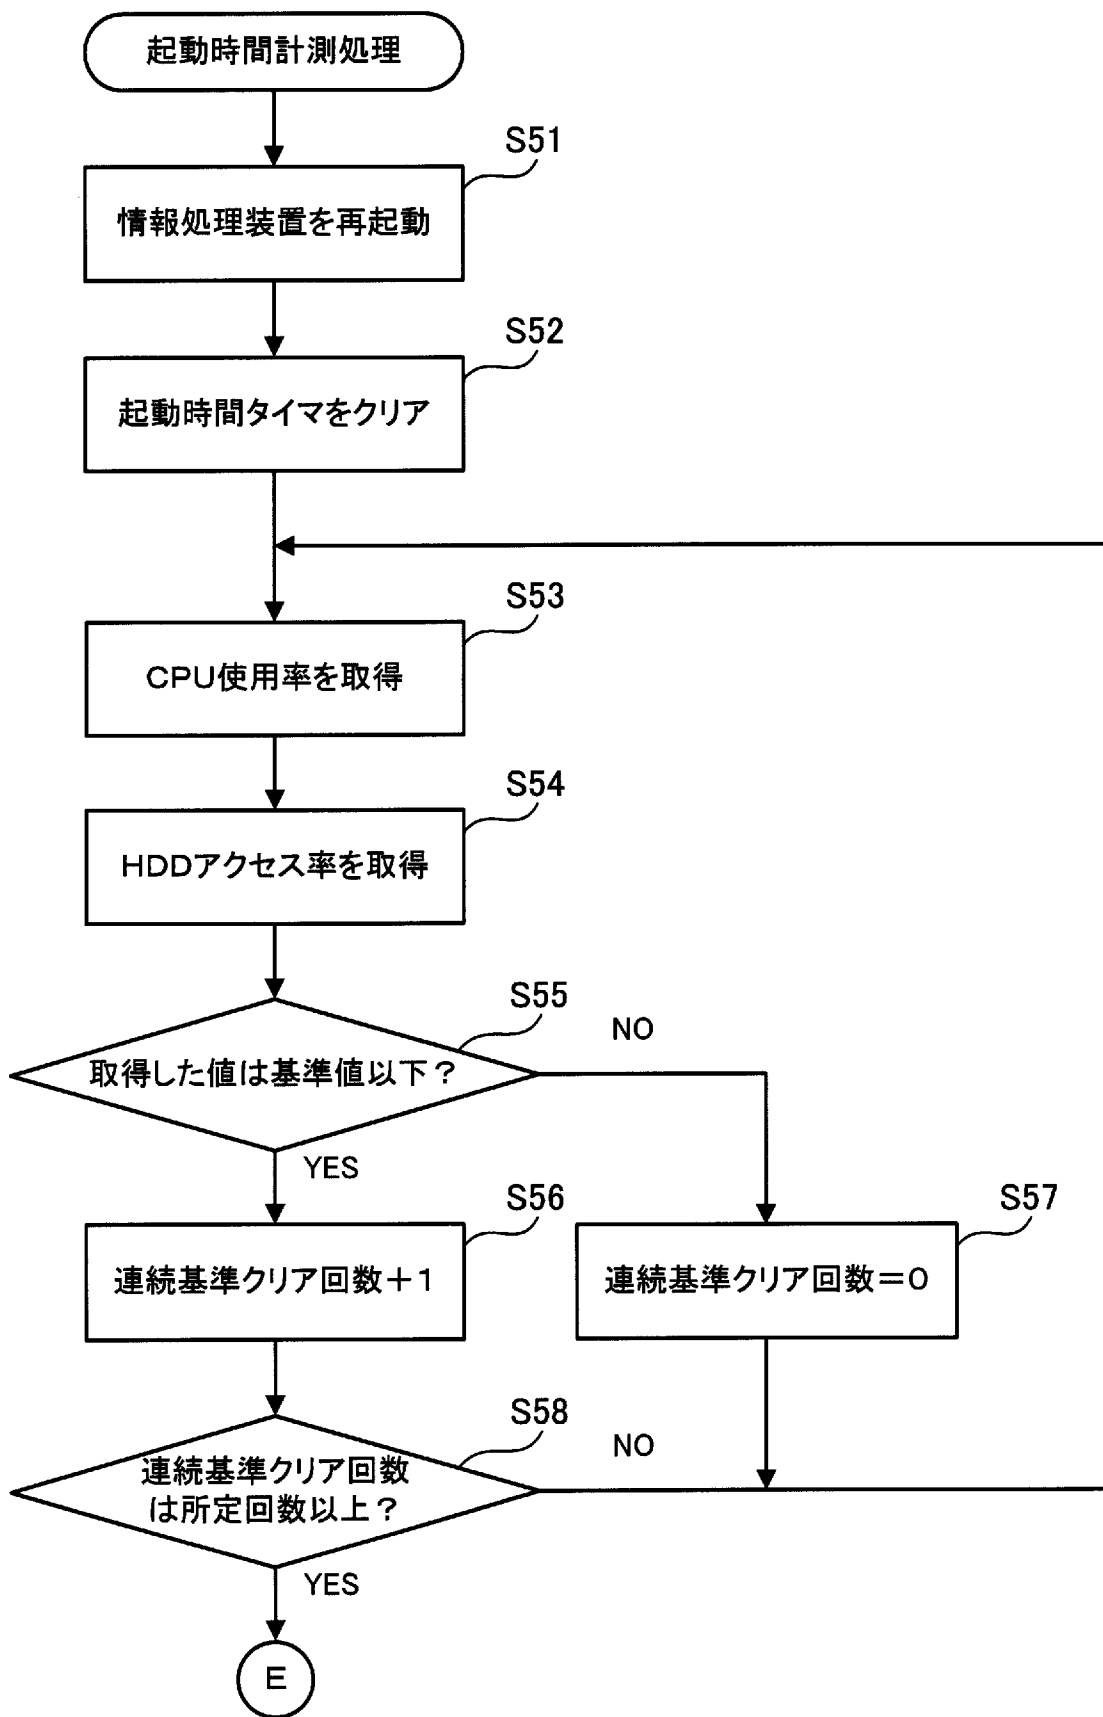 起動時間計測処理
S51
情報処理装置を再起動
S52
起動時間タイマをクリア
S53
CPU使用率を取得
S54
HDDアクセス率を取得
S55
NO
取得した値は基準値以下？
YES
S56
S57
連続基準クリア回数＋1
連続基準クリア回数＝0
S58
NO
連続基準クリア回数
は所定回数以上？
YES
E